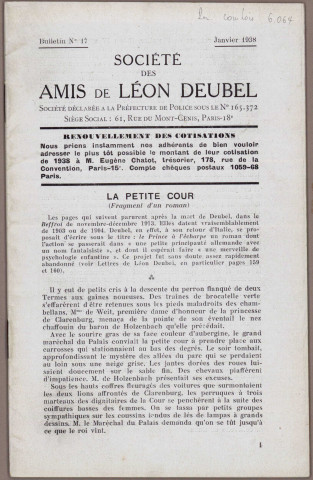 la couleu 6.064
Bulletin N° 17 Janvier 1938
SOCIÉTÉ
DES
AMIS DE LÉON DEUBEL
SOCIÉTÉ DÉCLARÉE A LA PRÉFECTURE DE POLICE SOUS LE N° 165.372
SIÈGE SOCIAL : 61, RUE DU MONT-CENIS, PARIS-18e
RENOUVELLEMENT DES COTISATIONS
Nous prions instamment nos adhérents de bien vouloir
adresser le plus tôt possible le montant de leur cotisation
de 1938 à M. Eugène Chatot, trésorier, 178, rue de la
Convention, Paris-15e. Compte chèques postaux 1059-68
Paris.
LA PETITE COUR
(Fragment d'un roman)
Les pages qui suivent parurent après la mort de Deubel, dans le
Beffroi de novembre-décembre 1913. Elles datent vraisemblablement
de 1903 ou de 1904. Deubel, en effet, à son retour d'Italie, se pro-
posait d'écrire sous le titre : le Prince à l'écharpe un roman dont
l'action se passerait dans « une petite principauté allemande avec
un nom fantaisiste », et dont il espérait faire « une merveille de
psychologie enfantine ». Ce projet fut sans doute assez rapidement
abandonné (voir Lettres de Léon Deubel, en particulier pages 159
et 160).
Il y eut de petits cris à la descente du perron flanqué de deux
Termes aux gaines moussues. Des traînes de brocatelle verte
s'effarèrent d'être retenues sous les pieds maladroits des cham-
bellans. Mme de Weit, première dame d'honneur de la princesse
de Clarenburg, menaça de la pointe de son éventail le nez
chaffouin du baron de Holzenbach qu'elle précédait.
Avec le sourire gras de sa face couleur d'aubergine, le grand
maréchal du Palais conviait la petite cour à prendre place aux
carrosses qui stationnaient au bas des degrés. Le soir tombait,
approfondissant le mystère des allées du parc qui se perdaient
au loin sous une neige grise. Les jantes dorées des roues lui-
saient doucement sur le sable fin. Des chevaux piaffèrent
d'impatience. M. de Holzenbach présentait ses excuses.
Sous les hauts coffres fleuragés des voitures que surmontaient
les deux lions affrontés de Clarenburg, les perruques à trois
marteaux des dignitaires de la Cour se penchèrent à la suite des
coiffures basses des femmes. On se tassa par petits groupes
sympathiques sur les coussins tendus de lés de lampas à grands
dessins. M. le Maréchal du Palais demanda qu'on se tût jusqu'à
ce que le roi vînt.
1